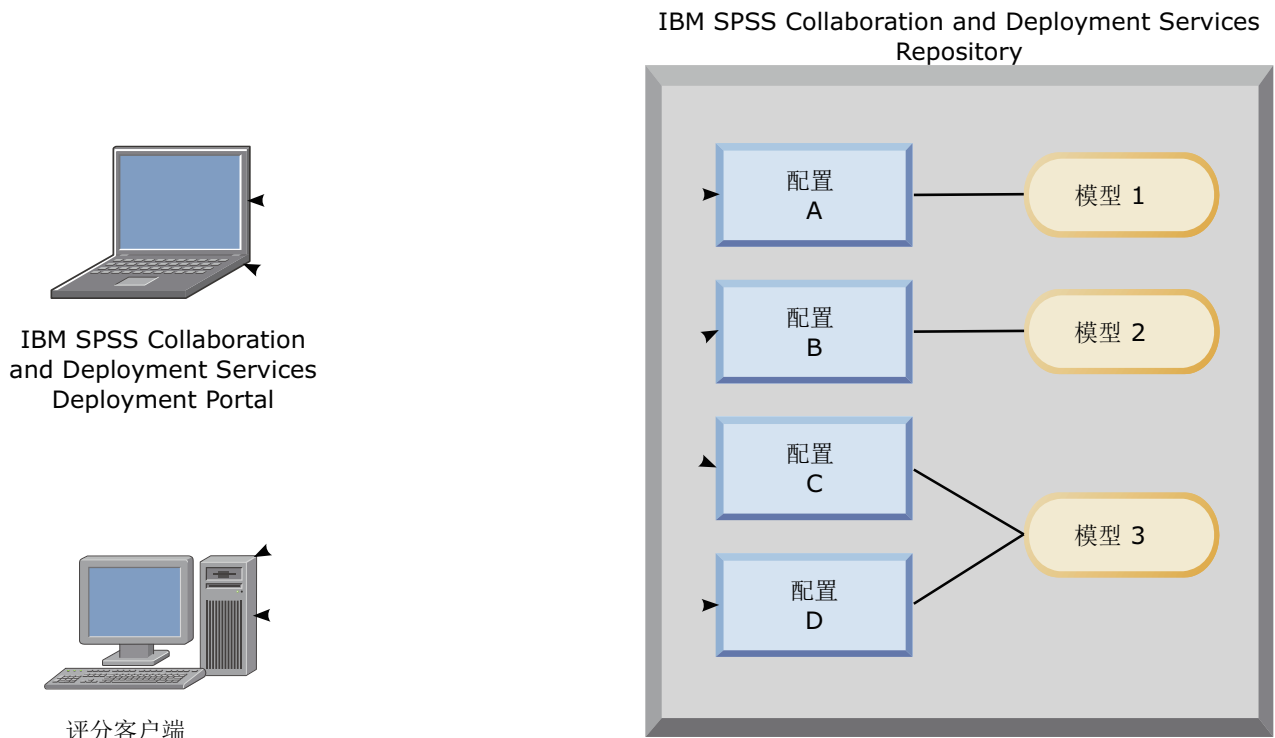 IBM SPSS Collaboration and Deployment Services
Repository
配置
A
模型 1
配置
B
模型 2
配置
C
模型 3
配置
D
IBM SPSS Collaboration
and Deployment Services
Deployment Portal
评分客户端